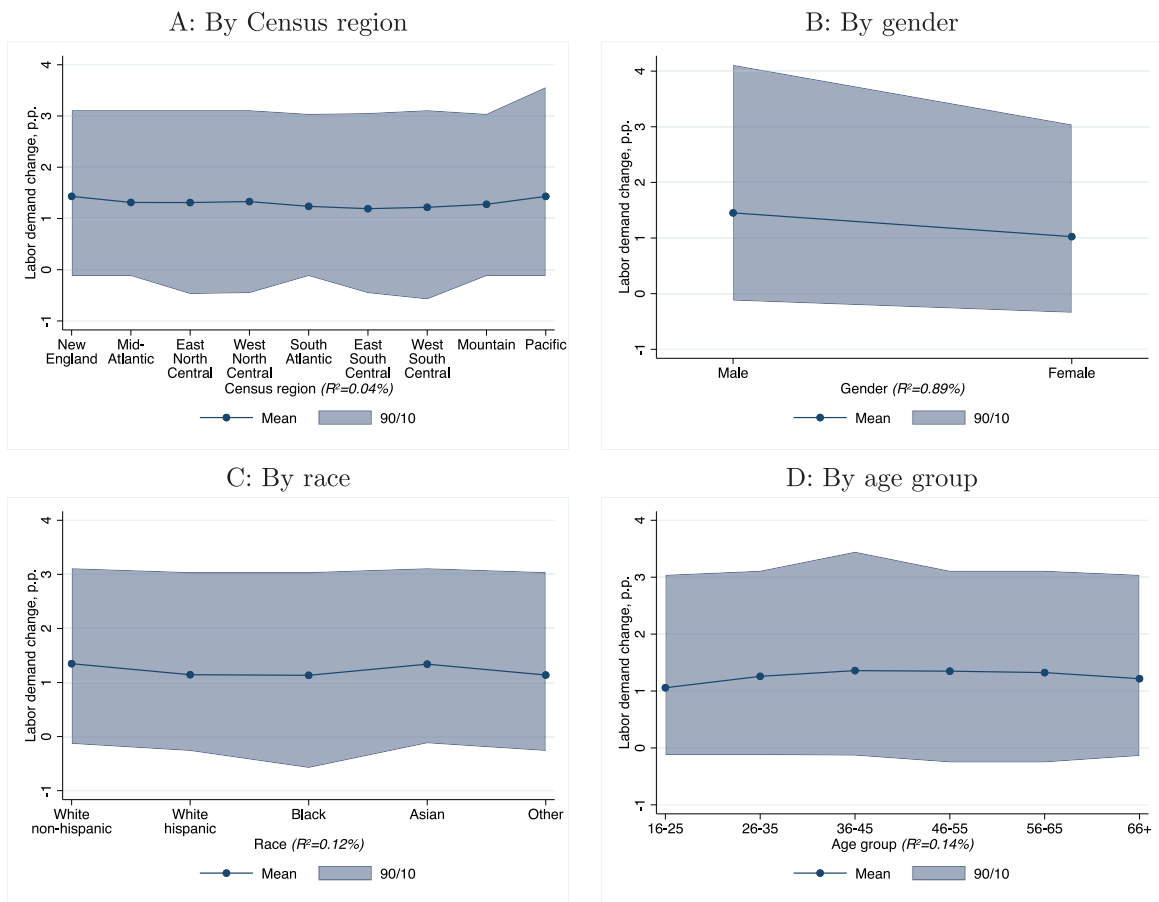 A: By Census region
Labor demand change, p.p.
4
3
2
1
0
-1
New England
Mid-Atlantic
East North Central
West North Central
South Atlantic
East South Central
West South Central
Mountain
Pacific
Census region (R²=0.04%)
Mean
90/10
B: By gender
Labor demand change, p.p.
4
3
2
1
0
-1
Male
Female
Gender (R²=0.89%)
Mean
90/10
C: By race
Labor demand change, p.p.
4
3
2
1
0
-1
White non-hispanic
White hispanic
Black
Asian
Other
Race (R²=0.12%)
Mean
90/10
D: By age group
Labor demand change, p.p.
4
3
2
1
0
-1
16-25
26-35
36-45
46-55
56-65
66+
Age group (R²=0.14%)
Mean
90/10